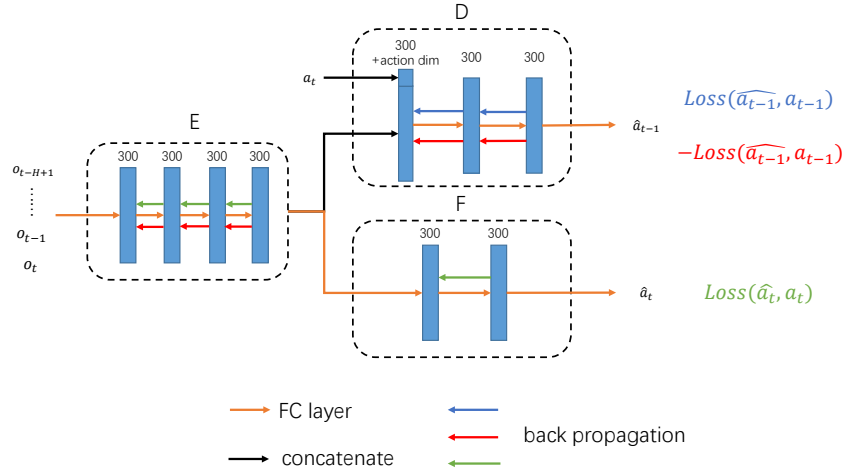 D
300
+action dim
300
300
a_t
Loss(\widehat{a_{t-1}}, a_{t-1})
â_{t-1}
−Loss(\widehat{a_{t-1}}, a_{t-1})
E
300 300 300 300
o_{t-H+1}
......
o_{t-1}
o_t
F
300
300
â_t
Loss(\widehat{a_t}, a_t)
FC layer
concatenate
back propagation